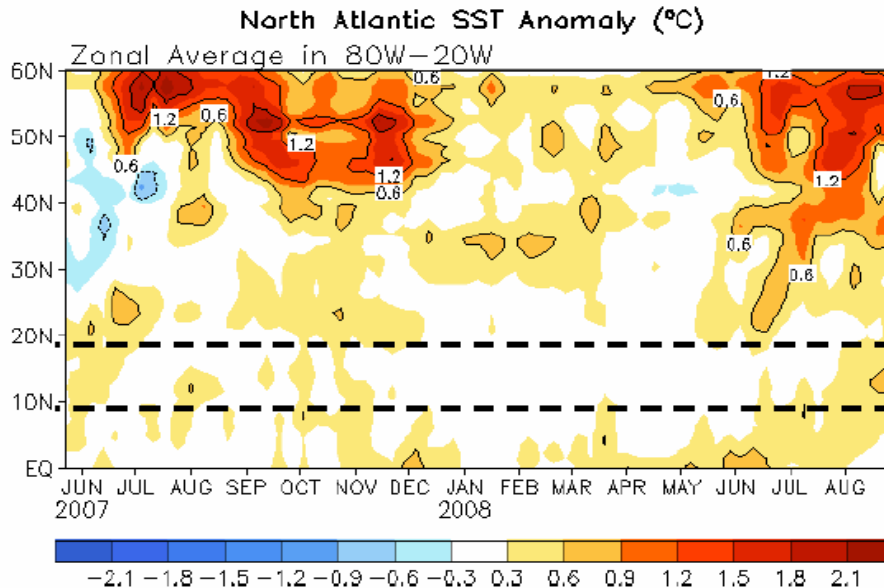 North Atlantic SST Anomaly (ºC)
Zonal Average in 80W−20W
60N
50N
40N
30N
20N
10N
EQ
0.6
0.6
1.2
1.2
0.6
0.6
1.2
0.6
1.2
0.6
1.2
0.6
0.6
JUN JUL AUG SEP OCT NOV DEC JAN FEB MAR APR MAY JUN JUL AUG
2007 2008
−2.1 −1.8 −1.5 −1.2 −0.9 −0.6 −0.3 0.3 0.6 0.9 1.2 1.5 1.8 2.1